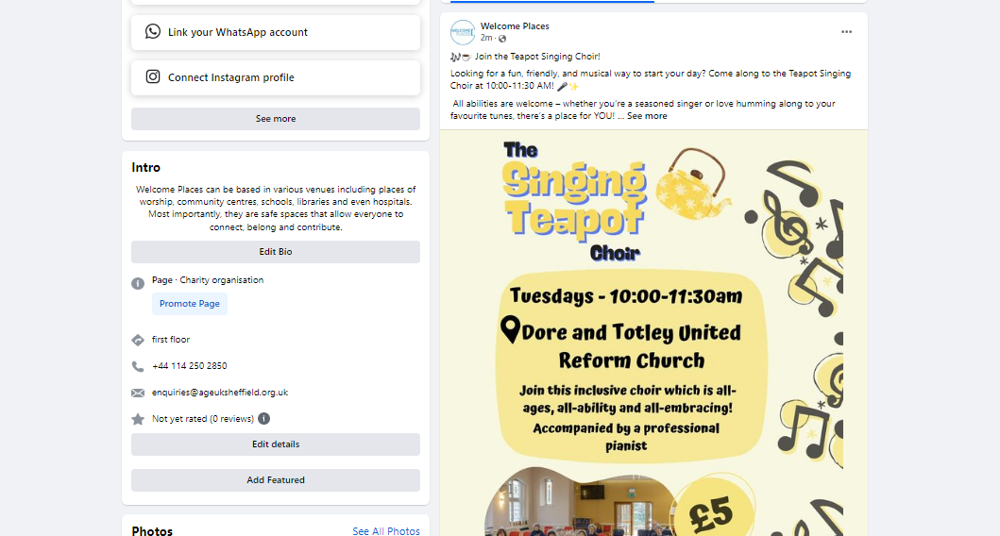 Link your WhatsApp account
Connect Instagram profile
See more
Intro
Welcome Places can be based in various venues including places of
worship, community centres, schools, libraries and even hospitals.
Most importantly, they are safe spaces that allow everyone to
connect, belong and contribute.
Edit Bio
Page · Charity organisation
Promote Page
first floor
+44 114 250 2850
enquiries@ageuksheffield.org.uk
Not yet rated (0 reviews)
Edit details
Add Featured
Photos
See All Photos
Welcome Places
2m ·
🎶☕ Join the Teapot Singing Choir!
Looking for a fun, friendly, and musical way to start your day? Come along to the Teapot Singing
Choir at 10:00-11:30 AM! 🎤✨
All abilities are welcome – whether you're a seasoned singer or love humming along to your
favourite tunes, there's a place for YOU! ... See more
The
Singing
Teapot
Choir
Tuesdays - 10:00-11:30am
Dore and Totley United
Reform Church
Join this inclusive choir which is all-
ages, all-ability and all-embracing!
Accompanied by a professional
pianist
£5